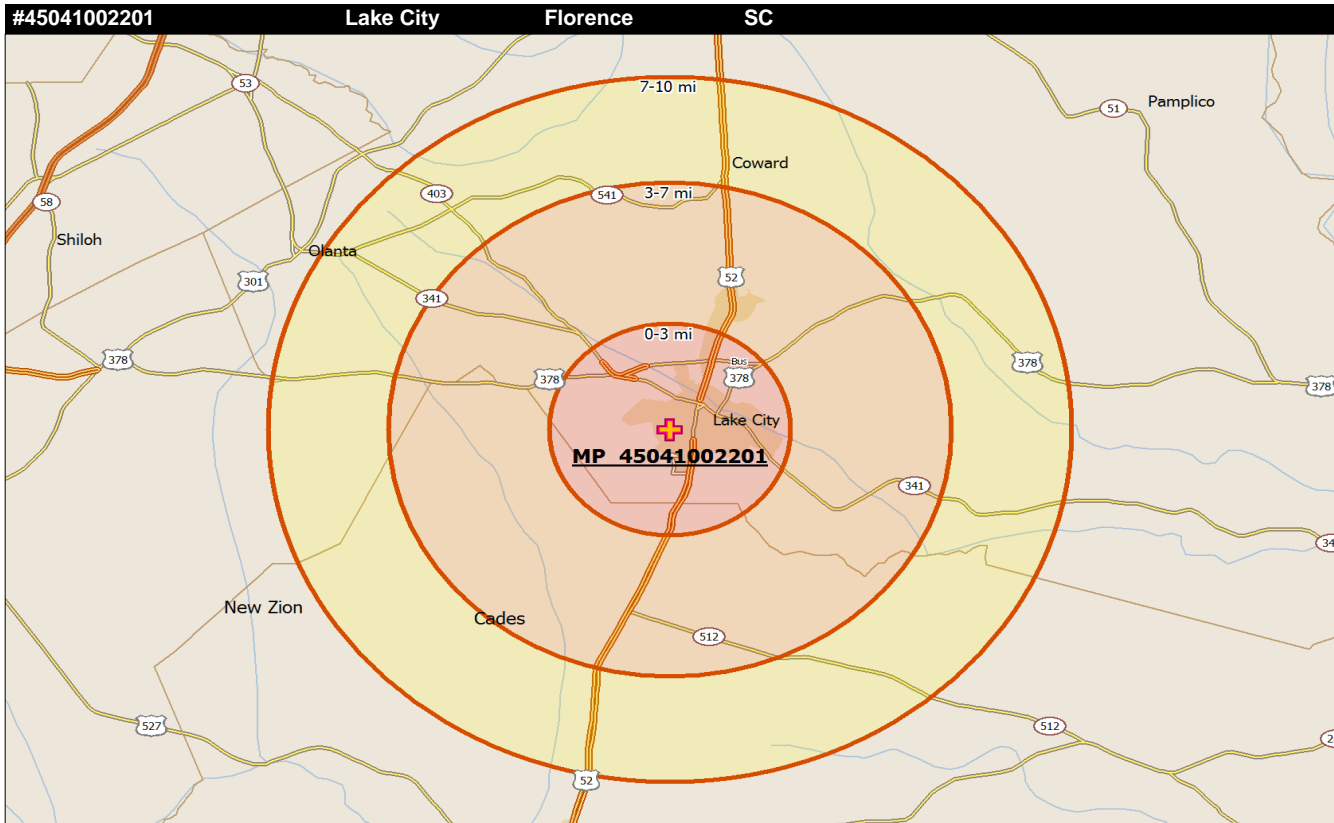 #45041002201 Lake City Florence SC
7-10 mi
53
51
Pamplico
Coward
403
541
3-7 mi
58
Shiloh
Olanta
301
52
341
0-3 mi
378
Bus
378
378
378
378
Lake City
MP 45041002201
341
34
New Zion
Cades
512
527
512
2
52